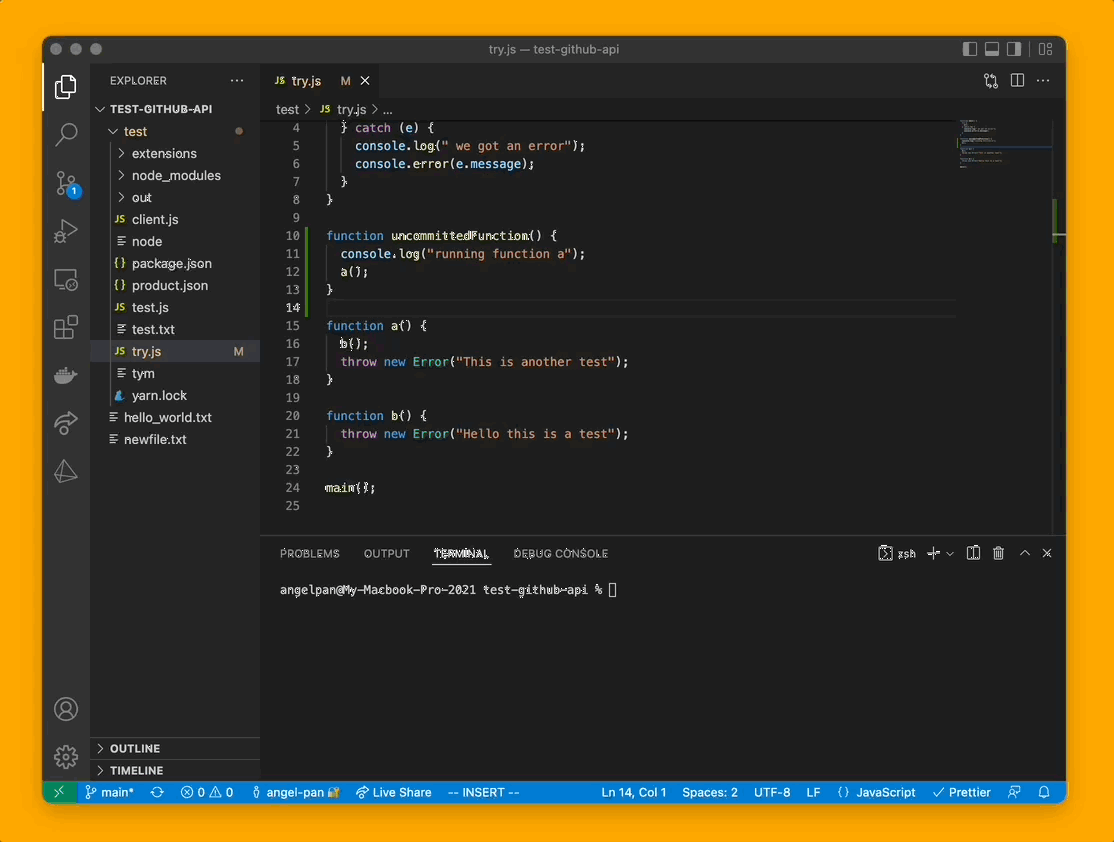 try.js — test-github-api
EXPLORER
TEST-GITHUB-API
test
extensions
node_modules
out
client.js
node
package.json
product.json
test.js
test.txt
try.js M
tym
yarn.lock
hello_world.txt
newfile.txt
OUTLINE
TIMELINE
1
JS try.js M
test > JS try.js > ...
4 } catch (e) {
5 console.log(" we got an error");
6 console.error(e.message);
7 }
8 }
9
10 function uncommittedFunction() {
11 console.log("running function a");
12 a();
13 }
14
15 function a() {
16 b();
17 throw new Error("This is another test");
18 }
19
20 function b() {
21 throw new Error("Hello this is a test");
22 }
23
24 main();
25
PROBLEMS OUTPUT TERMINAL DEBUG CONSOLE zsh
angelpan@My-Macbook-Pro-2021 test-github-api %
main* 0 0 angel-pan Live Share -- INSERT -- Ln 14, Col 1 Spaces: 2 UTF-8 LF {} JavaScript Prettier